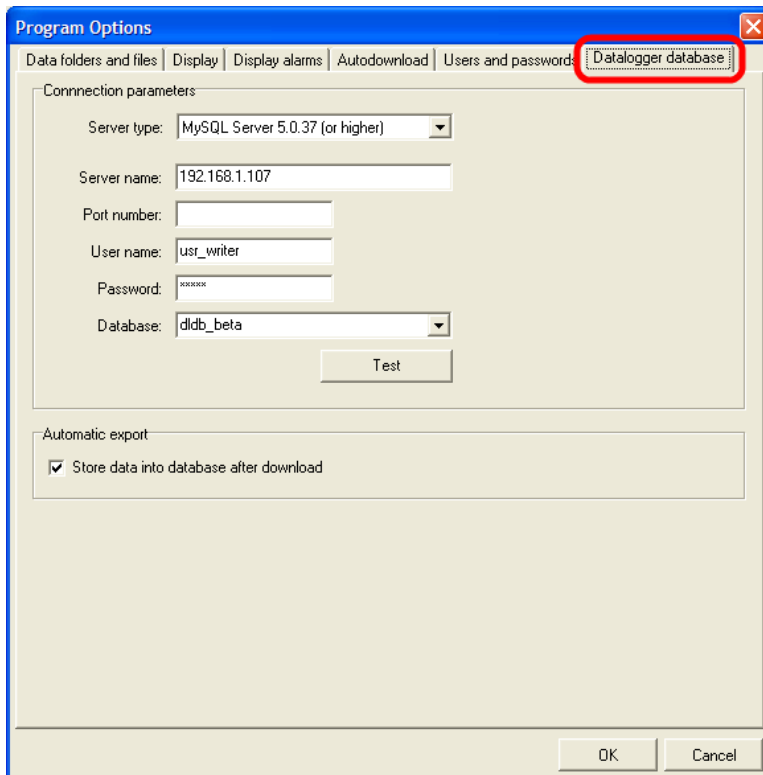 Program Options
Data folders and files Display Display alarms Autodownload Users and passwords Datalogger database
Connnection parameters
Server type: MySQL Server 5.0.37 (or higher)
Server name: 192.168.1.107
Port number:
User name: usr_writer
Password: xxxxx
Database: dldb_beta
Test
Automatic export
Store data into database after download
OK Cancel